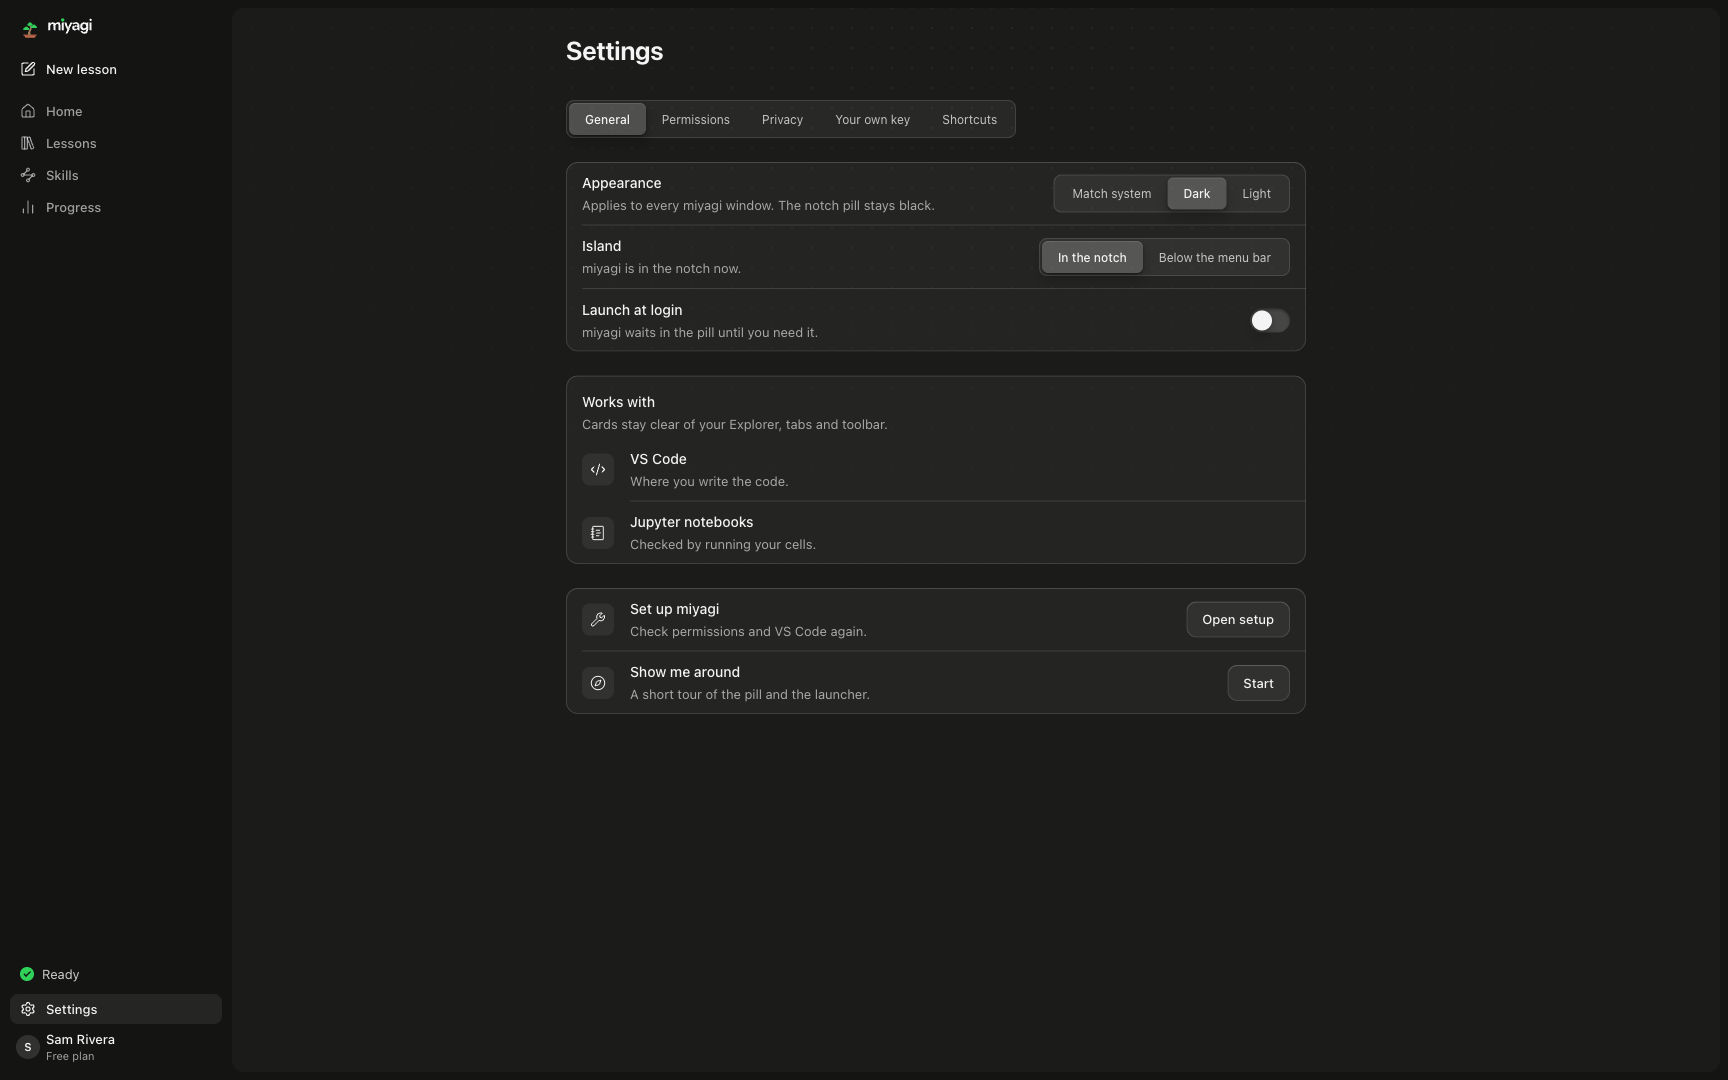 miyagi
New lesson
Home
Lessons
Skills
Progress
Ready
Settings
S
Sam Rivera
Free plan
Settings
General
Permissions
Privacy
Your own key
Shortcuts
Appearance
Applies to every miyagi window. The notch pill stays black.
Match system
Dark
Light
Island
miyagi is in the notch now.
In the notch
Below the menu bar
Launch at login
miyagi waits in the pill until you need it.
Works with
Cards stay clear of your Explorer, tabs and toolbar.
VS Code
Where you write the code.
Jupyter notebooks
Checked by running your cells.
Set up miyagi
Check permissions and VS Code again.
Open setup
Show me around
A short tour of the pill and the launcher.
Start